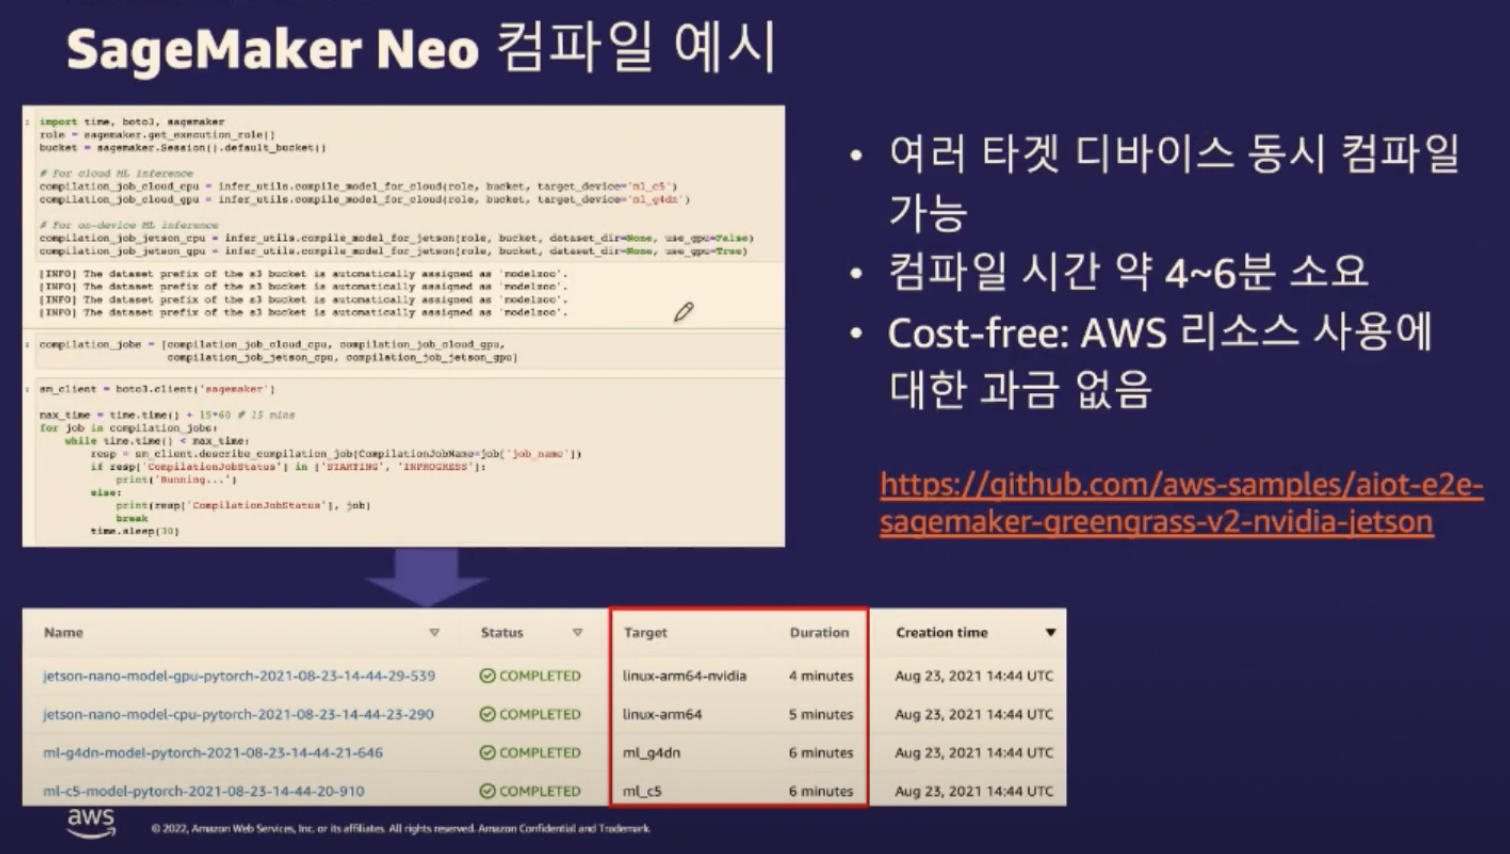 SageMaker Neo 컴파일 예시
import time, boto3, sagemaker
role = sagemaker.get_execution_role()
bucket = sagemaker.Session().default_bucket()
# For cloud ML inference
compilation_job_cloud_cpu = infer_utils.compile_model_for_cloud(role, bucket, target_device='ml_c5')
compilation_job_cloud_gpu = infer_utils.compile_model_for_cloud(role, bucket, target_device='ml_g4dn')
# For on-device ML inference
compilation_job_jetson_cpu = infer_utils.compile_model_for_jetson(role, bucket, dataset_dir=None, use_gpu=False)
compilation_job_jetson_gpu = infer_utils.compile_model_for_jetson(role, bucket, dataset_dir=None, use_gpu=True)
[INFO] The dataset prefix of the s3 bucket is automatically assigned as 'modelzoo'.
[INFO] The dataset prefix of the s3 bucket is automatically assigned as 'modelzoo'.
[INFO] The dataset prefix of the s3 bucket is automatically assigned as 'modelzoo'.
[INFO] The dataset prefix of the s3 bucket is automatically assigned as 'modelzoo'.
compilation_jobs = [compilation_job_cloud_cpu, compilation_job_cloud_gpu,
compilation_job_jetson_cpu, compilation_job_jetson_gpu]
sm_client = boto3.client('sagemaker')
max_time = time.time() + 15*60 # 15 mins
for job in compilation_jobs:
while time.time() < max_time:
resp = sm_client.describe_compilation_job(CompilationJobName=job['job_name'])
if resp['CompilationJobStatus'] in ['STARTING', 'INPROGRESS']:
print('Running...')
else:
print(resp['CompilationJobStatus'], job)
break
time.sleep(30)
• 여러 타겟 디바이스 동시 컴파일
가능
• 컴파일 시간 약 4~6분 소요
• Cost-free: AWS 리소스 사용에
대한 과금 없음
https://github.com/aws-samples/aiot-e2e-
sagemaker-greengrass-v2-nvidia-jetson
Name Status Target Duration Creation time
jetson-nano-model-gpu-pytorch-2021-08-23-14-44-29-539 COMPLETED linux-arm64-nvidia 4 minutes Aug 23, 2021 14:44 UTC
jetson-nano-model-cpu-pytorch-2021-08-23-14-44-23-290 COMPLETED linux-arm64 5 minutes Aug 23, 2021 14:44 UTC
ml-g4dn-model-pytorch-2021-08-23-14-44-21-646 COMPLETED ml_g4dn 6 minutes Aug 23, 2021 14:44 UTC
ml-c5-model-pytorch-2021-08-23-14-44-20-910 COMPLETED ml_c5 6 minutes Aug 23, 2021 14:44 UTC
aws
© 2022, Amazon Web Services, Inc. or its affiliates. All rights reserved. Amazon Confidential and Trademark.